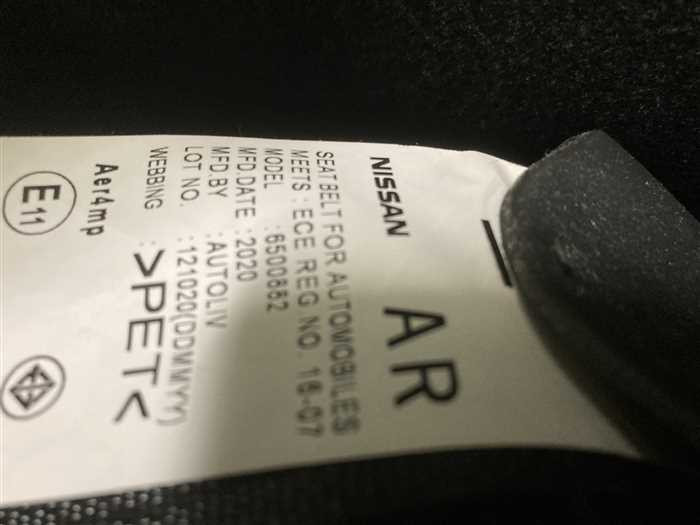 NISSAN AR
SEAT BELT FOR AUTOMOBILES
MEETS : ECE REG NO. 16-07
MODEL : 6500882
MFD.DATE : 2020
MFD.BY : AUTOLIV
LOT NO. : 121020(DDMMYY)
WEBBING : >PET<
Aer4mp
E11